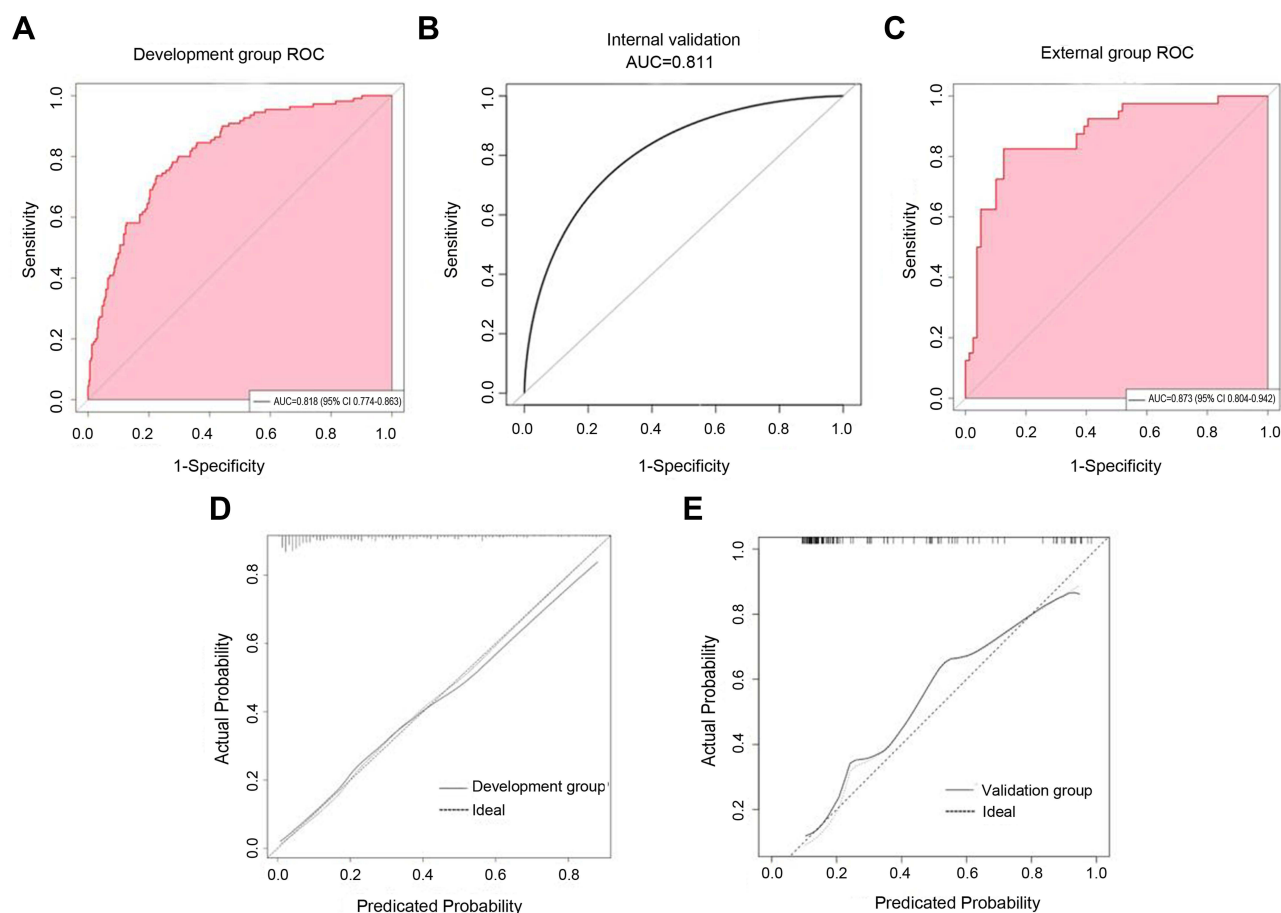 A
Development group ROC
Sensitivity
0.0 0.2 0.4 0.6 0.8 1.0
AUC=0.818 (95% CI 0.774-0.863)
0.0 0.2 0.4 0.6 0.8 1.0
1-Specificity
B
Internal validation
AUC=0.811
Sensitivity
0.0 0.2 0.4 0.6 0.8 1.0
0.0 0.2 0.4 0.6 0.8 1.0
1-Specificity
C
External group ROC
Sensitivity
0.0 0.2 0.4 0.6 0.8 1.0
AUC=0.873 (95% CI 0.804-0.942)
0.0 0.2 0.4 0.6 0.8 1.0
1-Specificity
D
Actual Probability
0.0 0.2 0.4 0.6 0.8
Development group
Ideal
0.0 0.2 0.4 0.6 0.8
Predicated Probability
E
Actual Probability
0.2 0.4 0.6 0.8 1.0
Validation group
Ideal
0.0 0.2 0.4 0.6 0.8 1.0
Predicated Probability